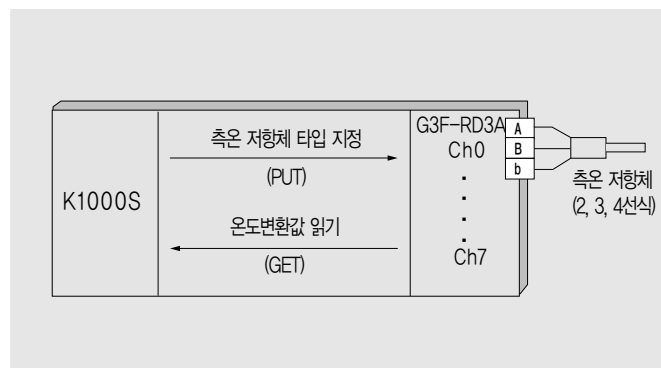 K1000S
측온 저항체 타입 지정
(PUT)
온도변환값 읽기
(GET)
G3F-RD3A
Ch0
Ch7
A
B
b
측온 저항체
(2, 3, 4선식)